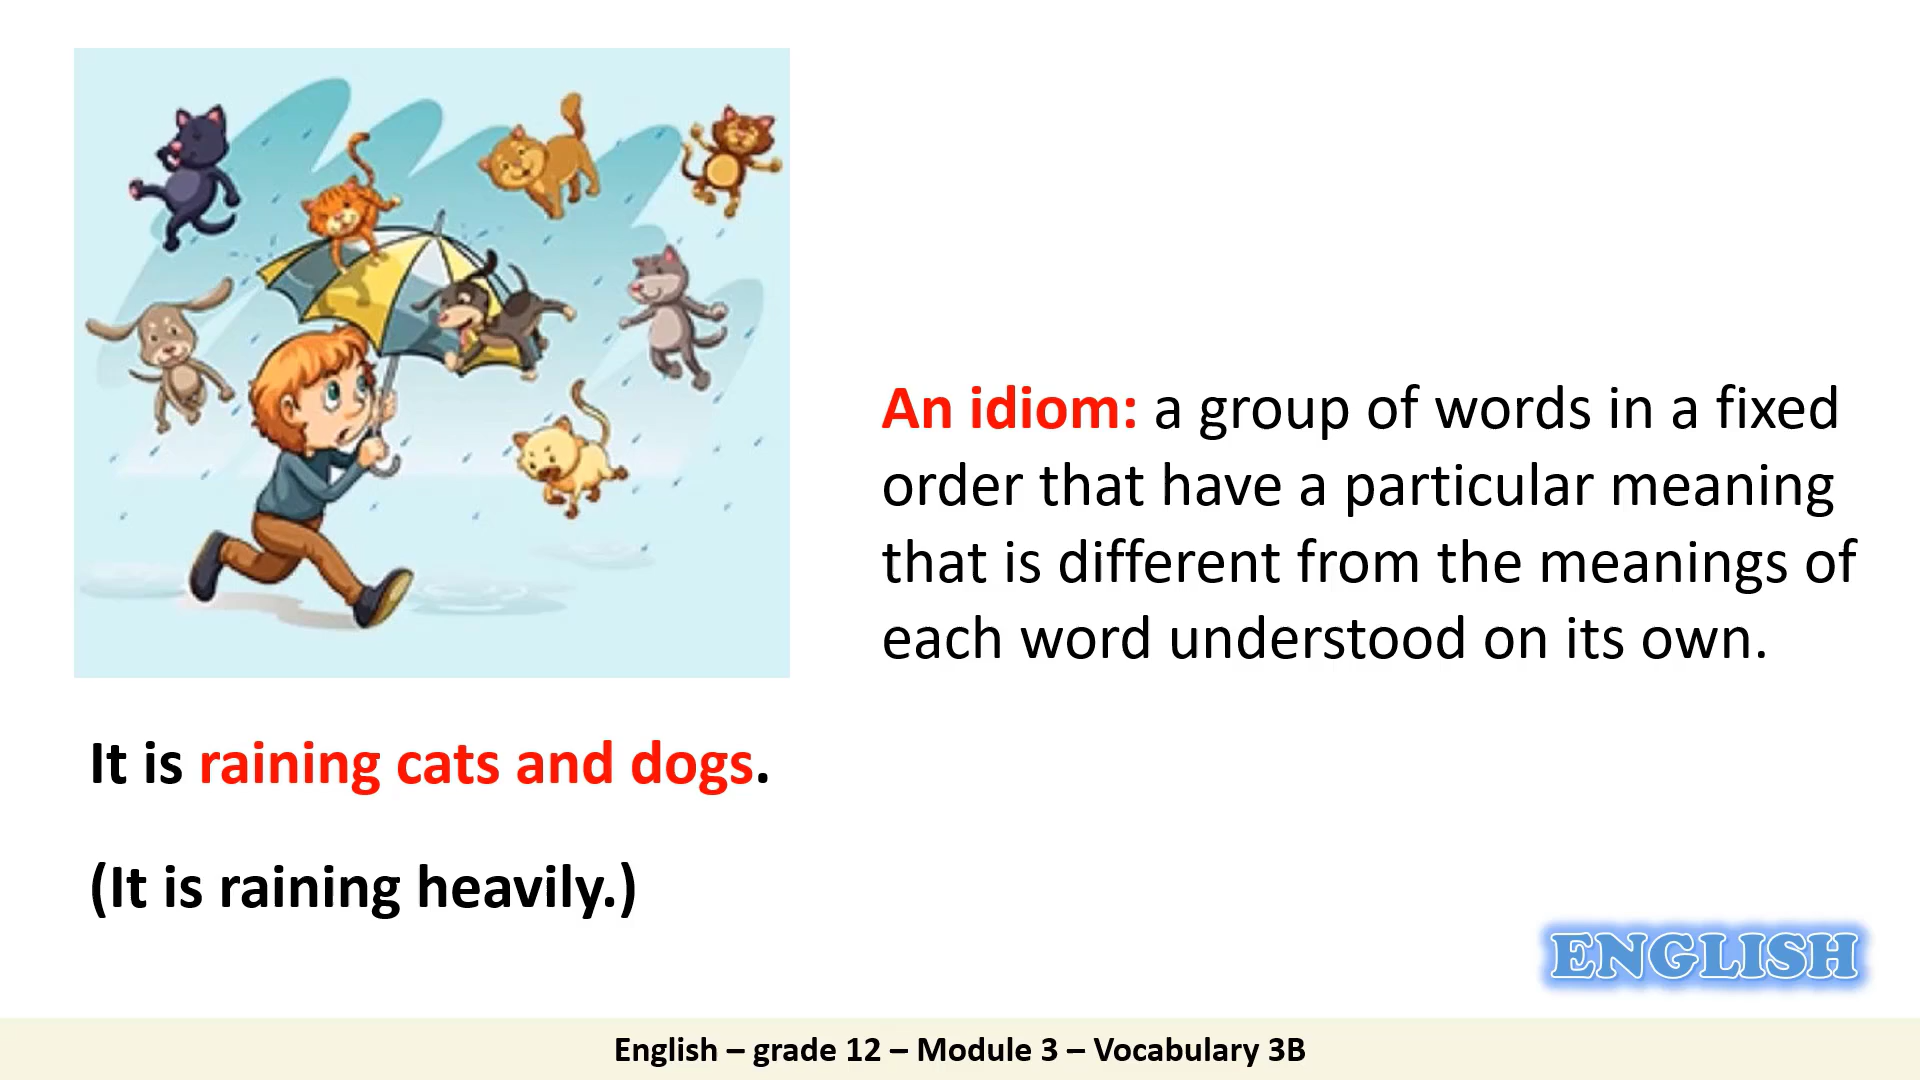 An idiom: a group of words in a fixed
order that have a particular meaning
that is different from the meanings of
each word understood on its own.
It is raining cats and dogs.
(It is raining heavily.)
ENGLISH
English – grade 12 – Module 3 – Vocabulary 3B